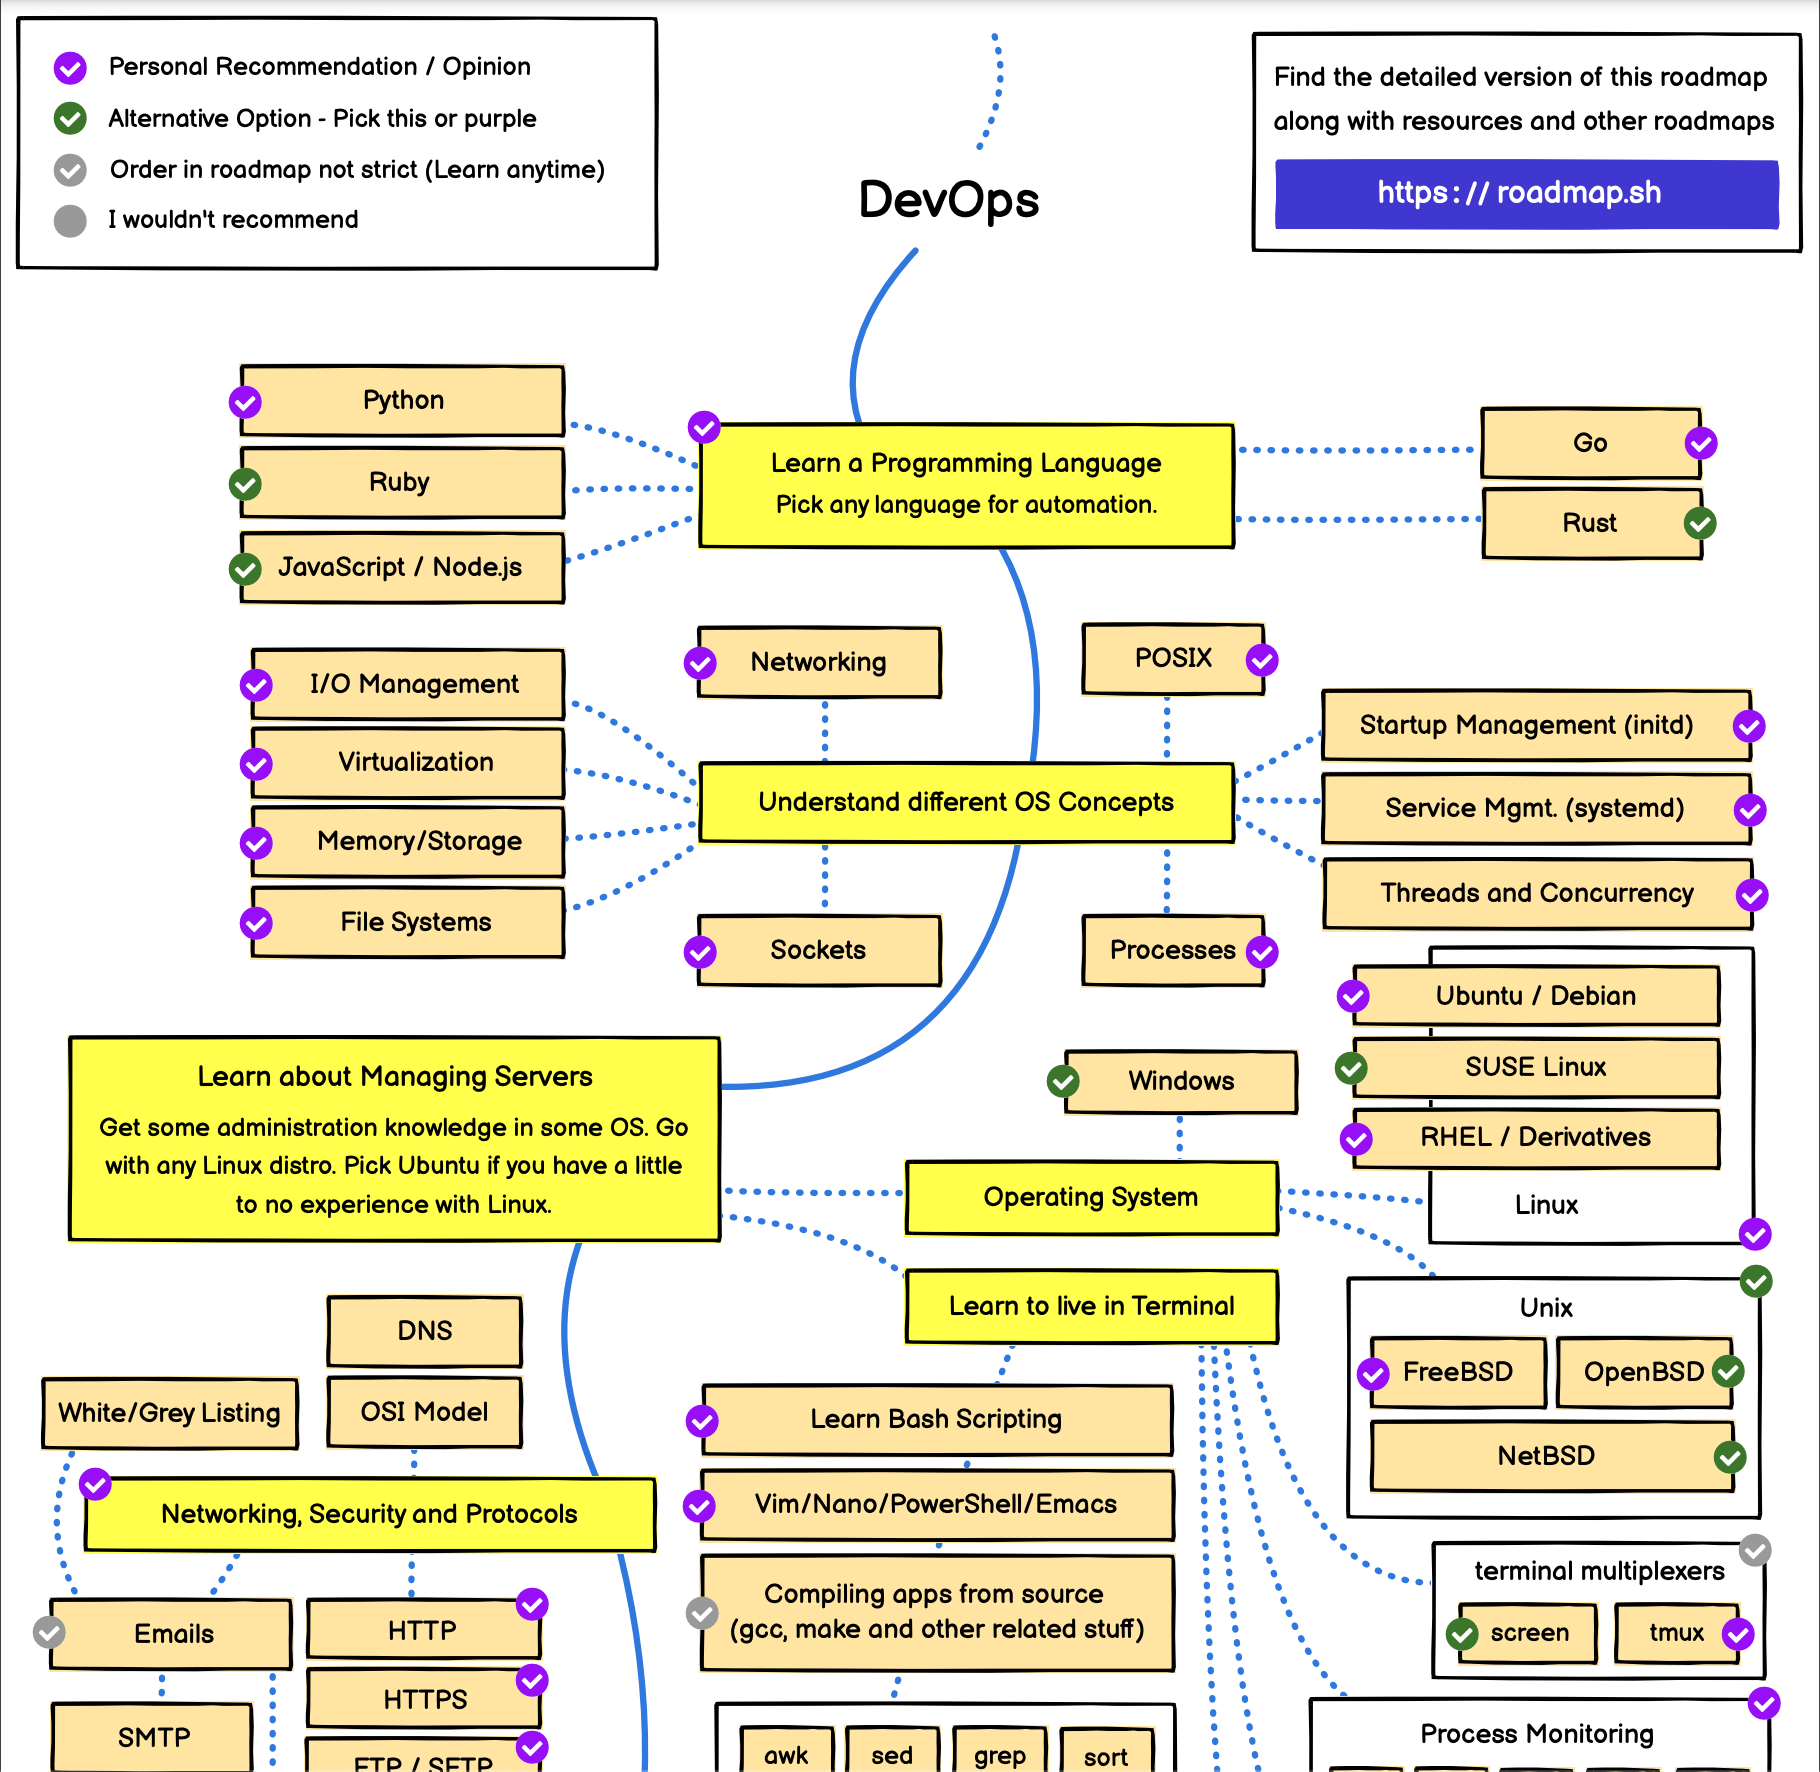 Personal Recommendation / Opinion
Alternative Option - Pick this or purple
Order in roadmap not strict (Learn anytime)
I wouldn't recommend
DevOps
Find the detailed version of this roadmap
along with resources and other roadmaps
https://roadmap.sh
Python
Ruby
JavaScript / Node.js
Learn a Programming Language
Pick any language for automation.
Go
Rust
I/O Management
Virtualization
Memory/Storage
File Systems
Networking
POSIX
Understand different OS Concepts
Sockets
Processes
Startup Management (initd)
Service Mgmt. (systemd)
Threads and Concurrency
Learn about Managing Servers
Get some administration knowledge in some OS. Go
with any Linux distro. Pick Ubuntu if you have a little
to no experience with Linux.
Windows
Operating System
Learn to live in Terminal
Ubuntu / Debian
SUSE Linux
RHEL / Derivatives
Linux
Unix
FreeBSD
OpenBSD
NetBSD
DNS
OSI Model
White/Grey Listing
Networking, Security and Protocols
Emails
SMTP
HTTP
HTTPS
FTP / SFTP
Learn Bash Scripting
Vim/Nano/PowerShell/Emacs
Compiling apps from source
(gcc, make and other related stuff)
awk
sed
grep
sort
terminal multiplexers
screen
tmux
Process Monitoring